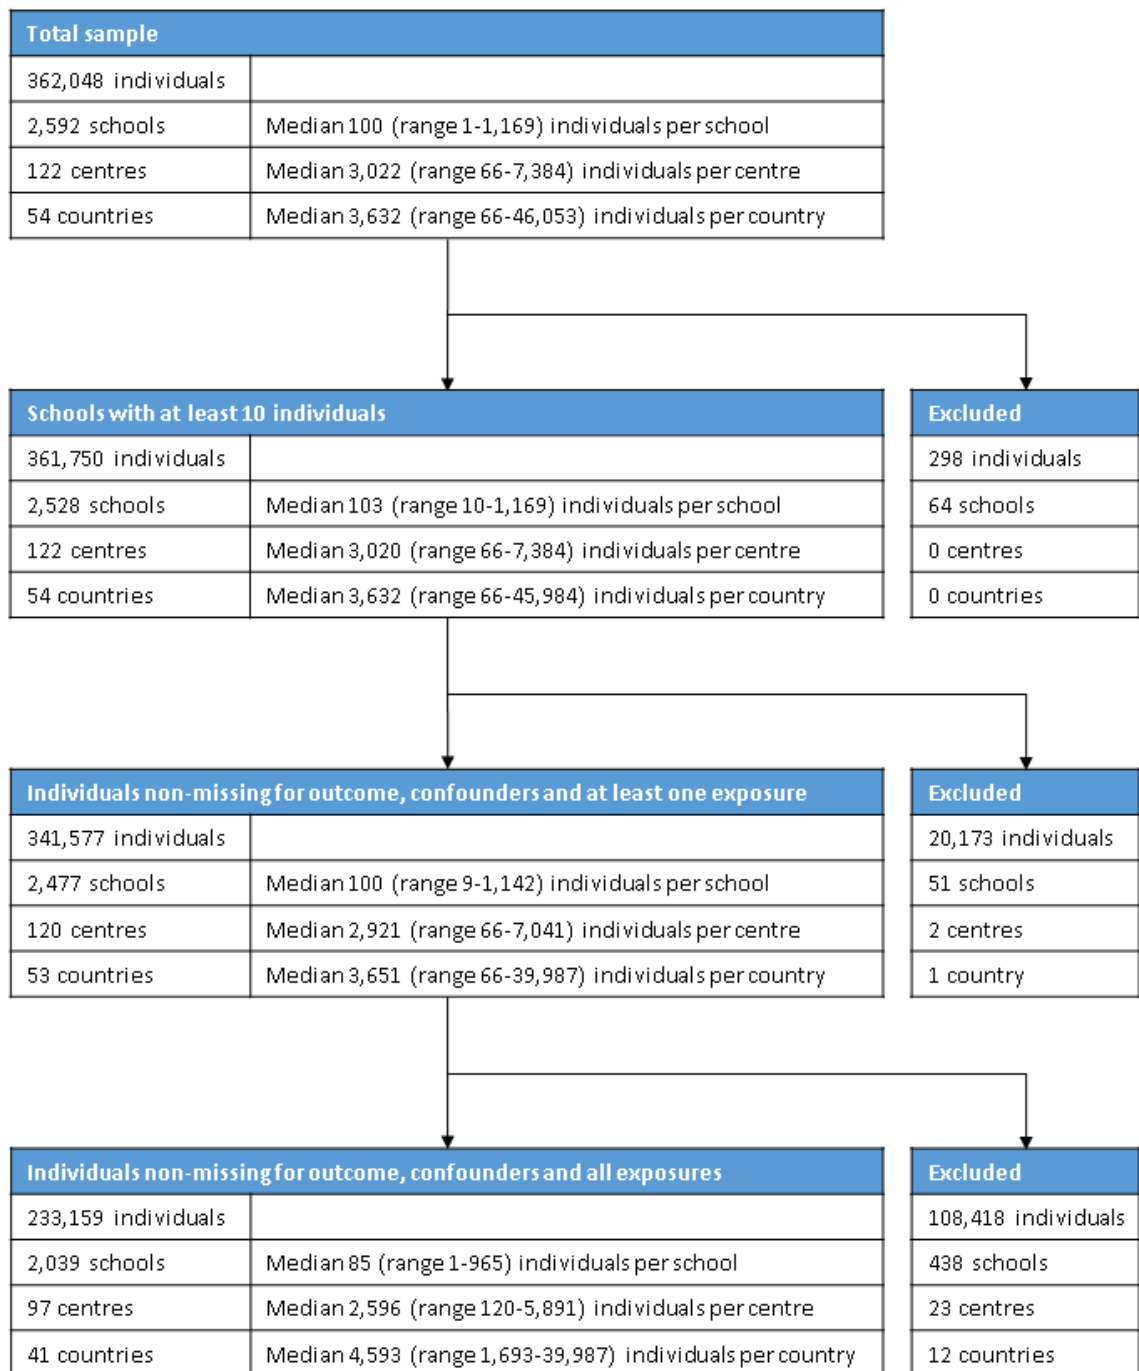 Total sample
362,048 individuals
2,592 schools Median 100 (range 1-1,169) individuals per school
122 centres Median 3,022 (range 66-7,384) individuals per centre
54 countries Median 3,632 (range 66-46,053) individuals per country
Schools with at least 10 individuals
361,750 individuals
2,528 schools Median 103 (range 10-1,169) individuals per school
122 centres Median 3,020 (range 66-7,384) individuals per centre
54 countries Median 3,632 (range 66-45,984) individuals per country
Excluded
298 individuals
64 schools
0 centres
0 countries
Individuals non-missing for outcome, confounders and at least one exposure
341,577 individuals
2,477 schools Median 100 (range 9-1,142) individuals per school
120 centres Median 2,921 (range 66-7,041) individuals per centre
53 countries Median 3,651 (range 66-39,987) individuals per country
Excluded
20,173 individuals
51 schools
2 centres
1 country
Individuals non-missing for outcome, confounders and all exposures
233,159 individuals
2,039 schools Median 85 (range 1-965) individuals per school
97 centres Median 2,596 (range 120-5,891) individuals per centre
41 countries Median 4,593 (range 1,693-39,987) individuals per country
Excluded
108,418 individuals
438 schools
23 centres
12 countries